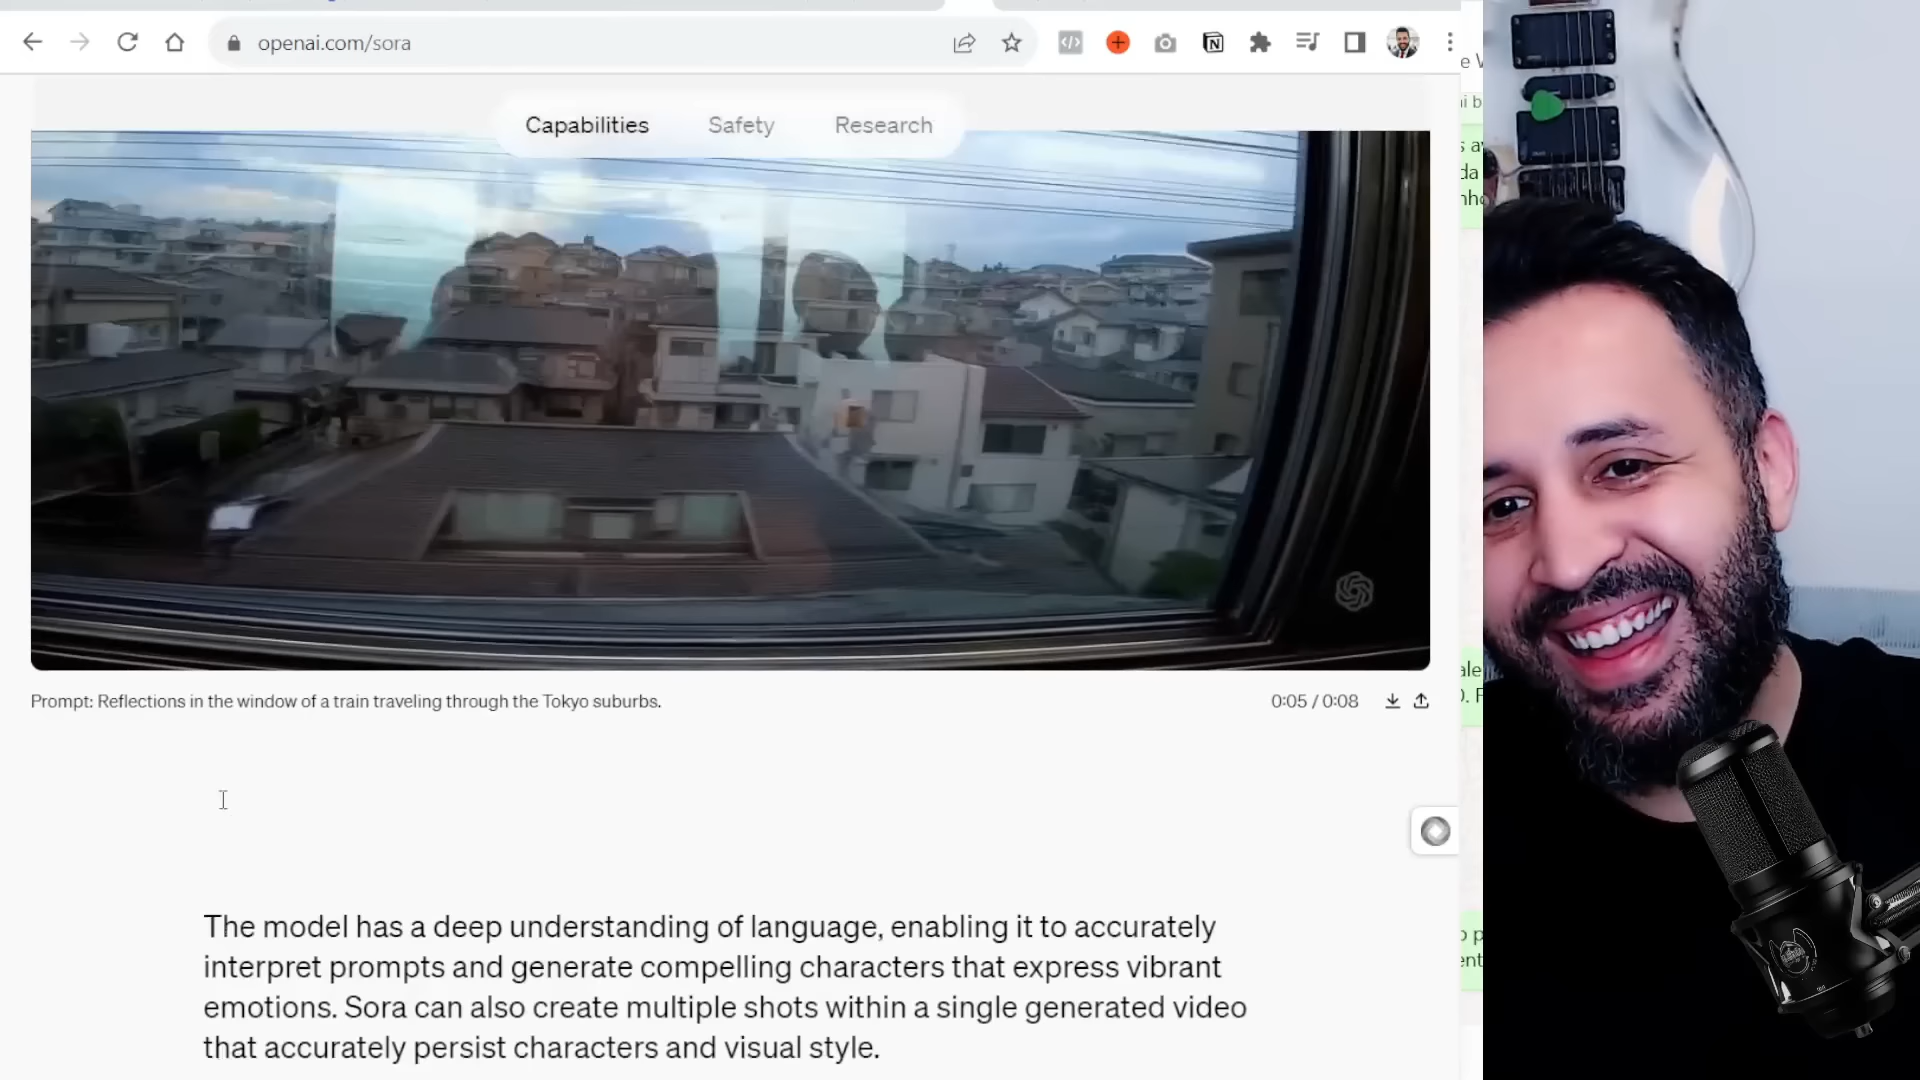 openai.com/sora
Capabilities Safety Research
Prompt: Reflections in the window of a train traveling through the Tokyo suburbs.
0:05 / 0:08
The model has a deep understanding of language, enabling it to accurately
interpret prompts and generate compelling characters that express vibrant
emotions. Sora can also create multiple shots within a single generated video
that accurately persist characters and visual style.